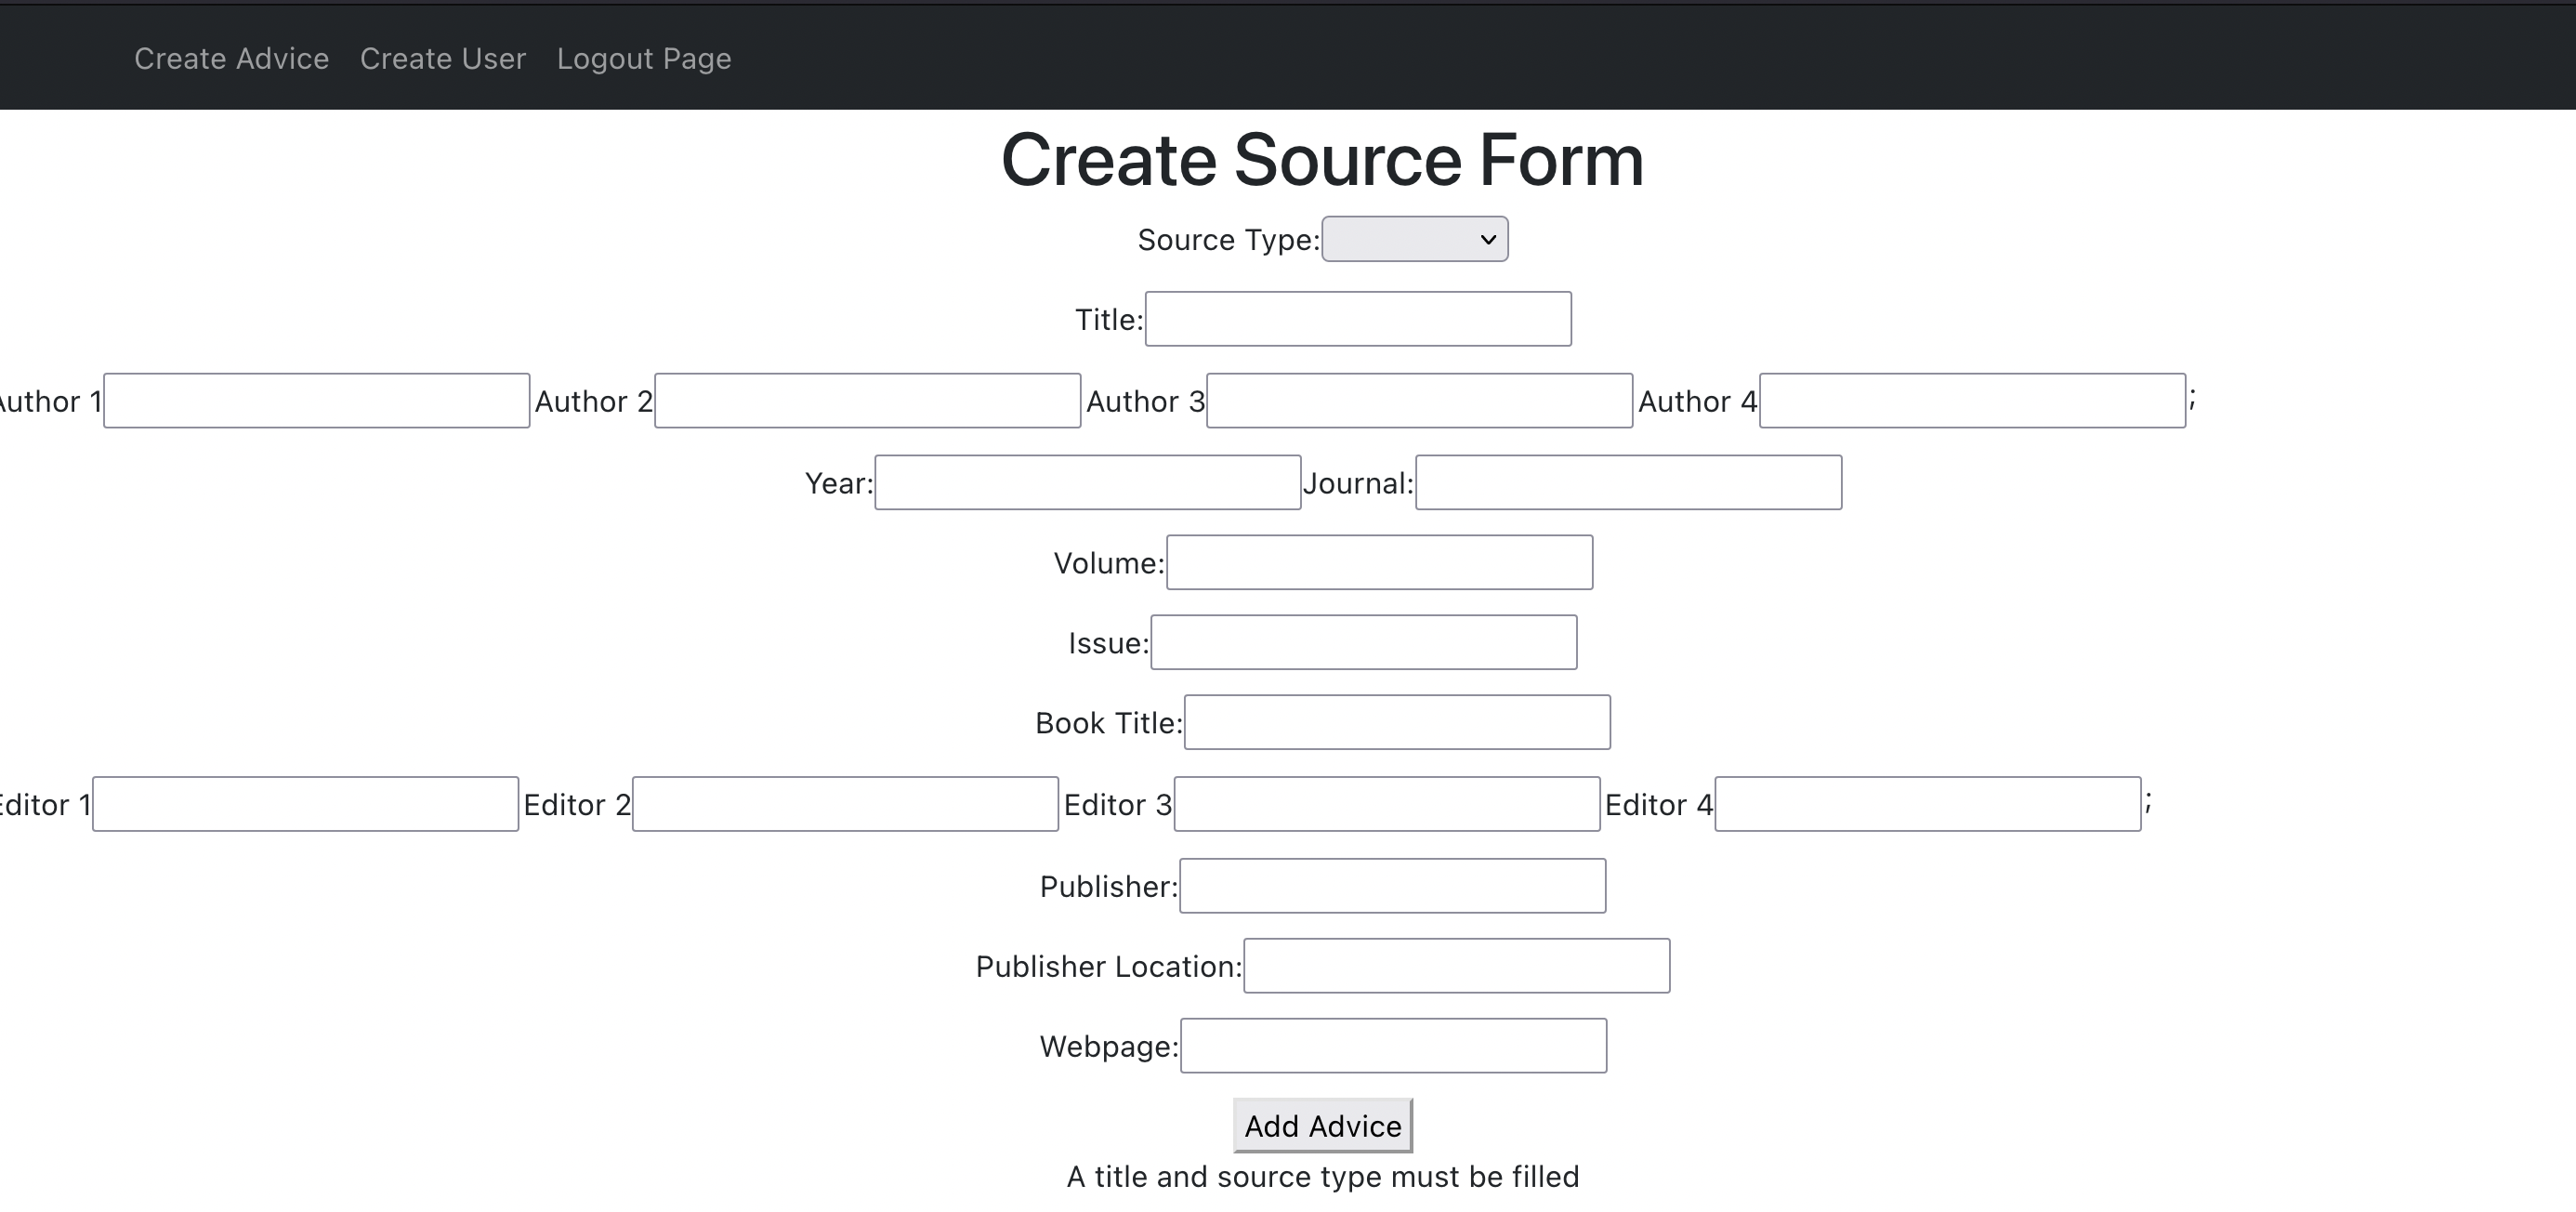 Create Advice Create User Logout Page
Create Source Form
Source Type:
Title:
Author 1 Author 2 Author 3 Author 4 ;
Year: Journal:
Volume:
Issue:
Book Title:
Editor 1 Editor 2 Editor 3 Editor 4 ;
Publisher:
Publisher Location:
Webpage:
Add Advice
A title and source type must be filled